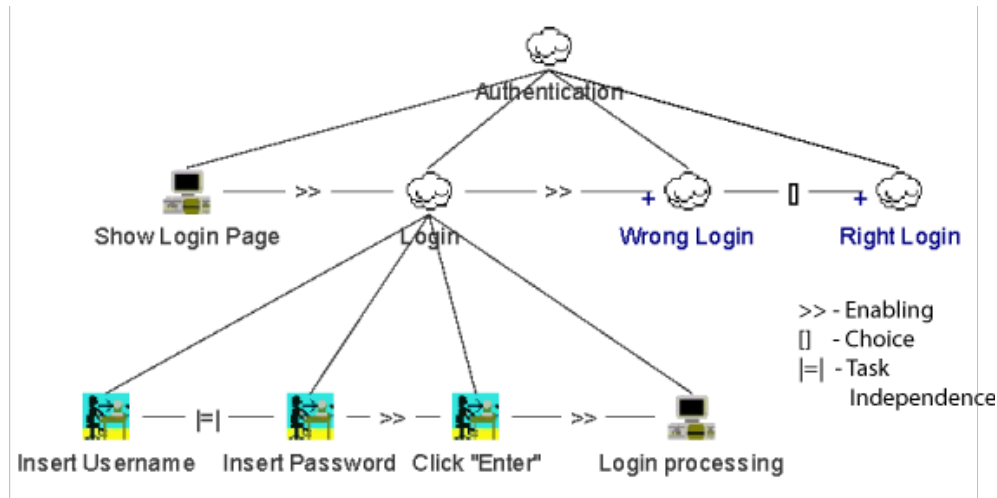 Authentication
>>
>>
+
[]
+
Show Login Page
Login
Wrong Login
Right Login
>> - Enabling
[] - Choice
|=| - Task
Independence
|=|
>>
>>
Insert Username
Insert Password
Click "Enter"
Login processing